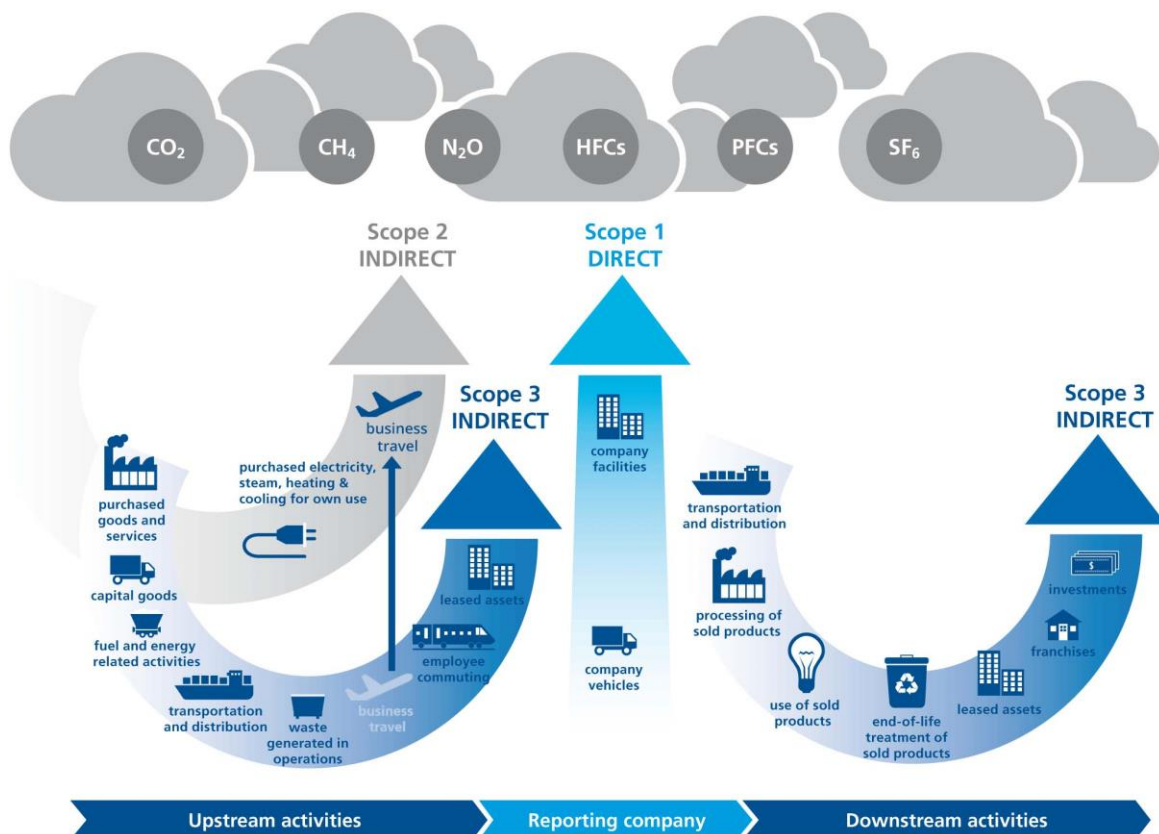 CO₂
CH₄
N₂O
HFCs
PFCs
SF₆
Scope 2
INDIRECT
Scope 1
DIRECT
Scope 3
INDIRECT
Scope 3
INDIRECT
business
travel
purchased electricity,
steam, heating &
cooling for own use
purchased
goods and
services
capital goods
fuel and energy
related activities
transportation
and distribution
waste
generated in
operations
business
travel
employee
commuting
leased assets
company
facilities
company
vehicles
transportation
and distribution
processing of
sold products
use of sold
products
end-of-life
treatment of
sold products
leased assets
franchises
investments
$
Upstream activities
Reporting company
Downstream activities